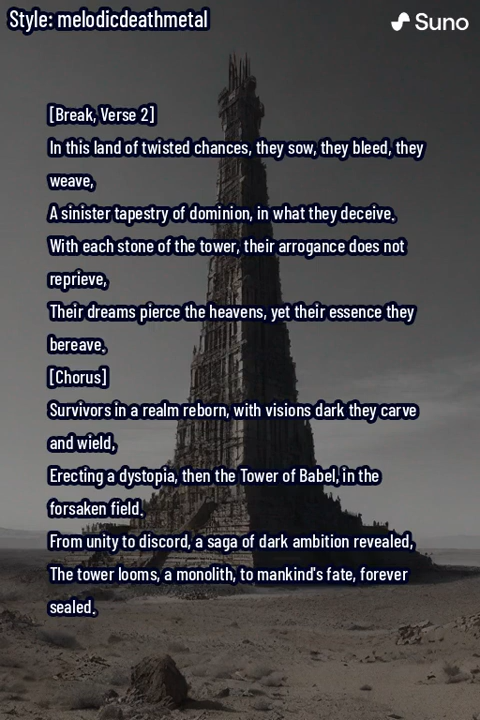 Style: melodicdeathmetal
Suno
[Break, Verse 2]
In this land of twisted chances, they sow, they bleed, they
weave,
A sinister tapestry of dominion, in what they deceive.
With each stone of the tower, their arrogance does not
reprieve,
Their dreams pierce the heavens, yet their essence they
bereave.
[Chorus]
Survivors in a realm reborn, with visions dark they carve
and wield,
Erecting a dystopia, then the Tower of Babel, in the
forsaken field.
From unity to discord, a saga of dark ambition revealed,
The tower looms, a monolith, to mankind's fate, forever
sealed.